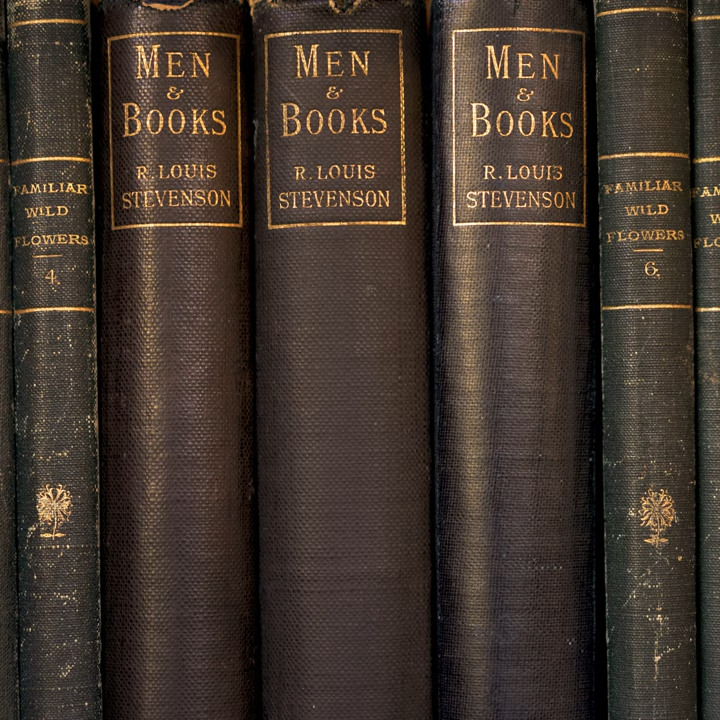 FAMILIAR
WILD
FLOWERS
4.
MEN
&
BOOKS
R. LOUIS
STEVENSON
MEN
&
BOOKS
R. LOUIS
STEVENSON
MEN
&
BOOKS
R. LOUIS
STEVENSON
FAMILIAR
WILD
FLOWERS
6.